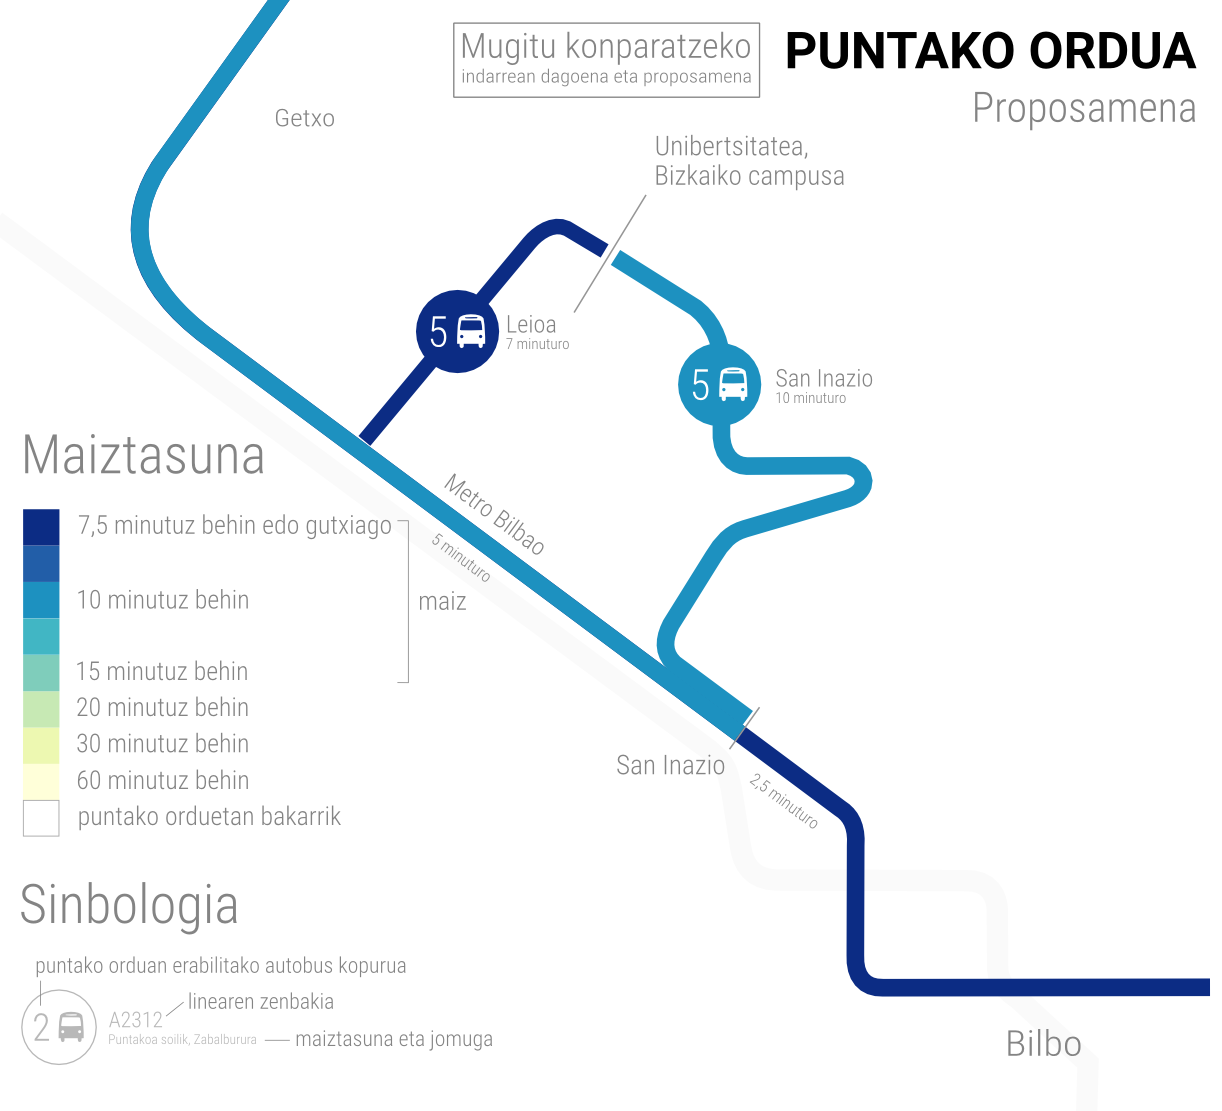 Mugitu konparatzeko
indarrean dagoena eta proposamena
PUNTAKO ORDUA
Proposamena
Getxo
Unibertsitatea,
Bizkaiko campusa
5
Leioa
7 minuturo
5
San Inazio
10 minuturo
Metro Bilbao
5 minuturo
San Inazio
2,5 minuturo
Bilbo
Maiztasuna
7,5 minutuz behin edo gutxiago
10 minutuz behin
maiz
15 minutuz behin
20 minutuz behin
30 minutuz behin
60 minutuz behin
puntako orduetan bakarrik
Sinbologia
puntako orduan erabilitako autobus kopurua
linearen zenbakia
2
A2312
Puntakoa soilik, Zabalburura
maiztasuna eta jomuga